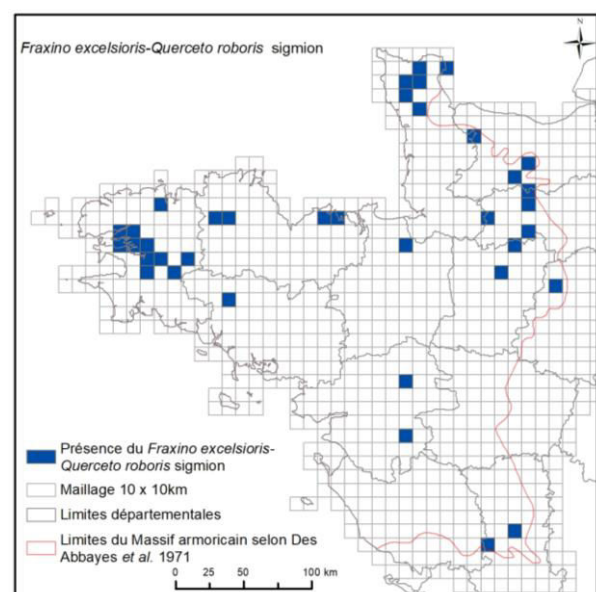 Fraxino excelsioris-Querceto roboris sigmion
N
Présence du Fraxino excelsioris-
Querceto roboris sigmion
Maillage 10 x 10km
Limites départementales
Limites du Massif armoricain selon Des
Abbayes et al. 1971
0 25 50 100 km